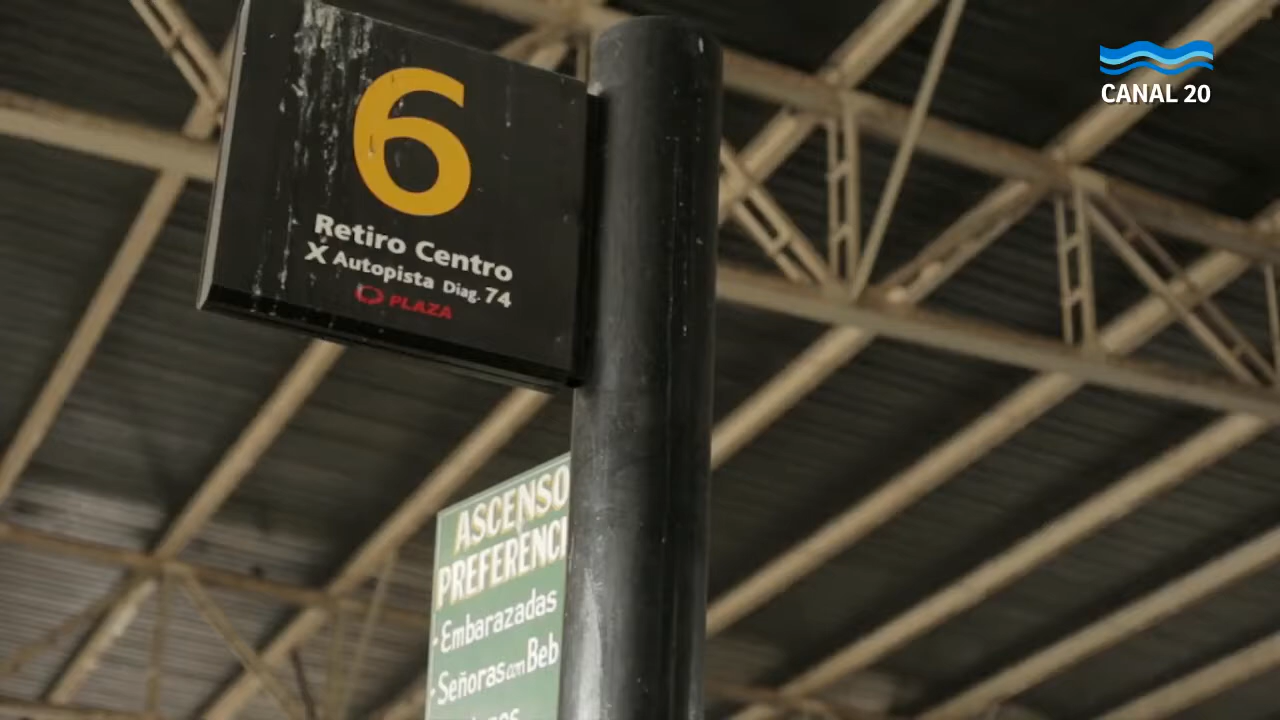 CANAL 20
6
Retiro Centro
X Autopista Diag. 74
PLAZA
ASCENSO
PREFERENCI
- Embarazadas
- Señoras con Beb